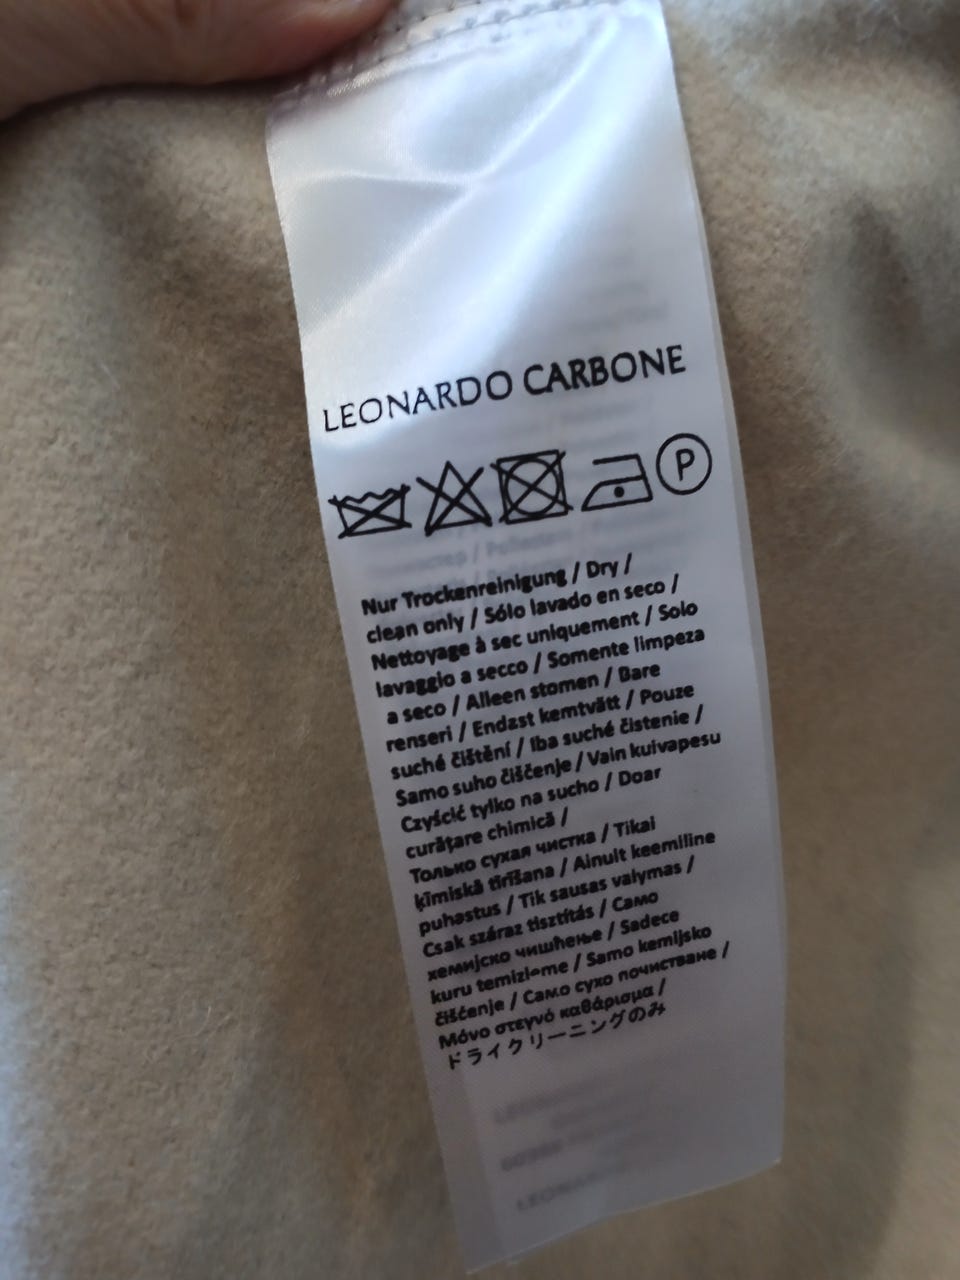 LEONARDO CARBONE
P
Nur Trockenreinigung / Dry /
clean only / Sólo lavado en seco /
Nettoyage à sec uniquement / Solo
lavaggio a secco / Somente limpeza
a seco / Alleen stomen / Bare
renseri / Endast kemtvätt / Pouze
suché čištění / Iba suché čistenie /
Samo suho čiščenje / Vain kuivapesu
Czyścić tylko na sucho / Doar
curățare chimică /
Только сухая чистка / Tikai
ķīmiskā tīrīšana / Ainult keemiline
puhastus / Tik sausas valymas /
Csak száraz tisztítás / Само
хемијско чишћење / Sadece
kuru temizleme / Samo kemijsko
čišćenje / Само сухо почистване /
Μόνο στεγνό καθάρισμα /
ドライクリーニングのみ